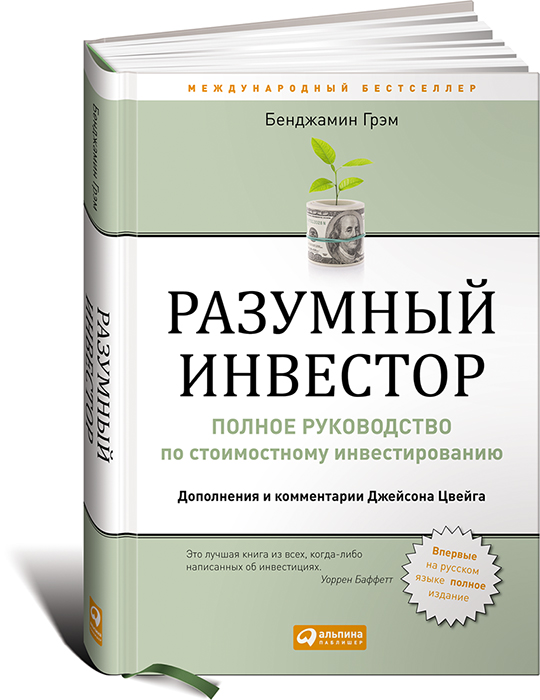 МЕЖДУНАРОДНЫЙ БЕСТСЕЛЛЕР
Бенджамин Грэм
РАЗУМНЫЙ
ИНВЕСТОР
ПОЛНОЕ РУКОВОДСТВО
ПО СТОИМОСТНОМУ ИНВЕСТИРОВАНИЮ
Дополнения и комментарии Джейсона Цвейга
Это лучшая книга из всех, когда-либо
написанных об инвестициях.
Уоррен Баффетт
Впервые
на русском
языке полное
издание
альпина
ПАБЛИШЕР
Бенджамин Грэм
РАЗУМНЫЙ
ИНВЕСТОР